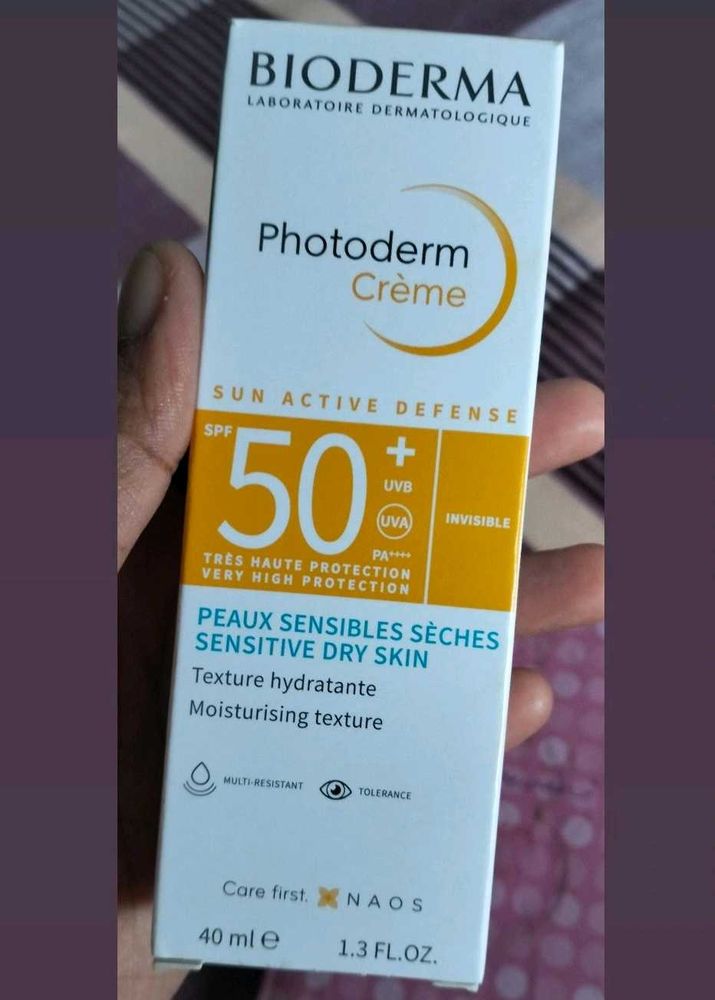 BIODERMA
LABORATOIRE DERMATOLOGIQUE
Photoderm
Crème
SUN ACTIVE DEFENSE
SPF 50+
UVB
UVA
PA++++
INVISIBLE
TRÈS HAUTE PROTECTION
VERY HIGH PROTECTION
PEAUX SENSIBLES SÈCHES
SENSITIVE DRY SKIN
Texture hydratante
Moisturising texture
MULTI-RESISTANT TOLERANCE
Care first. NAOS
40 ml ℮ 1.3 FL.OZ.